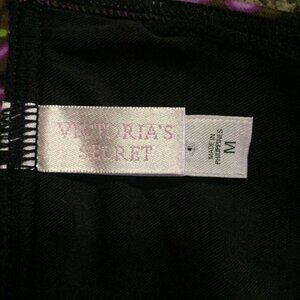 VICTORIA'S
SECRET
MADE IN
PHILIPPINES
M